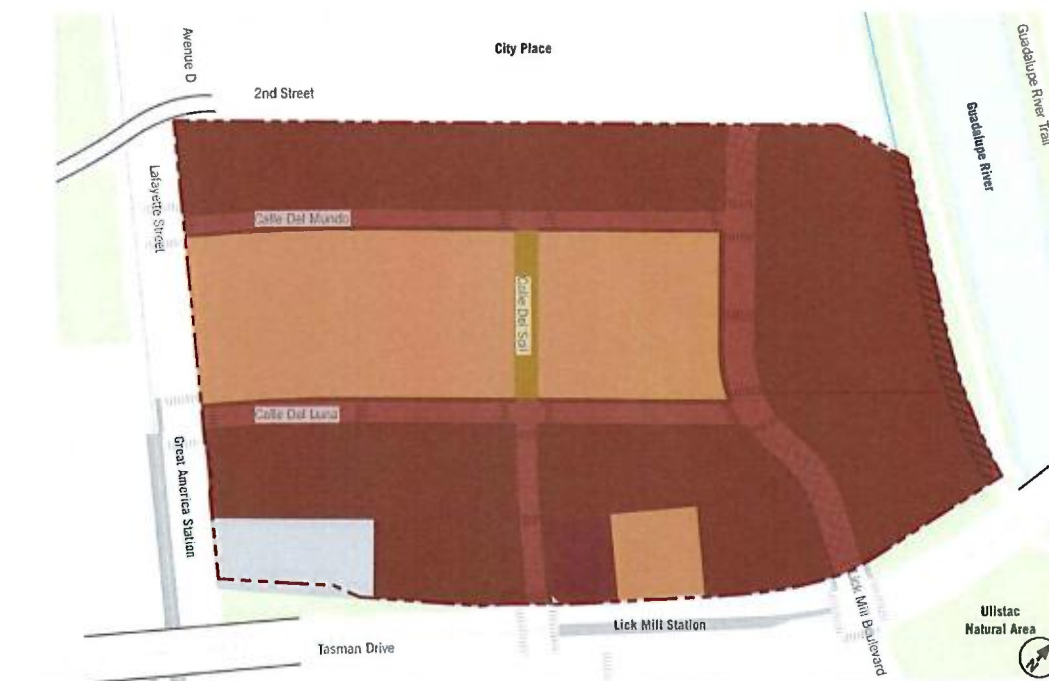 Avenue D
City Place
2nd Street
Guadalupe River Trail
Guadalupe River
Lafayette Street
Calle Del Mundo
Calle Del Sol
Calle Del Luna
Great America Station
Lick Mill Station
Lick Mill Boulevard
Tasman Drive
Ulistac
Natural Area
N